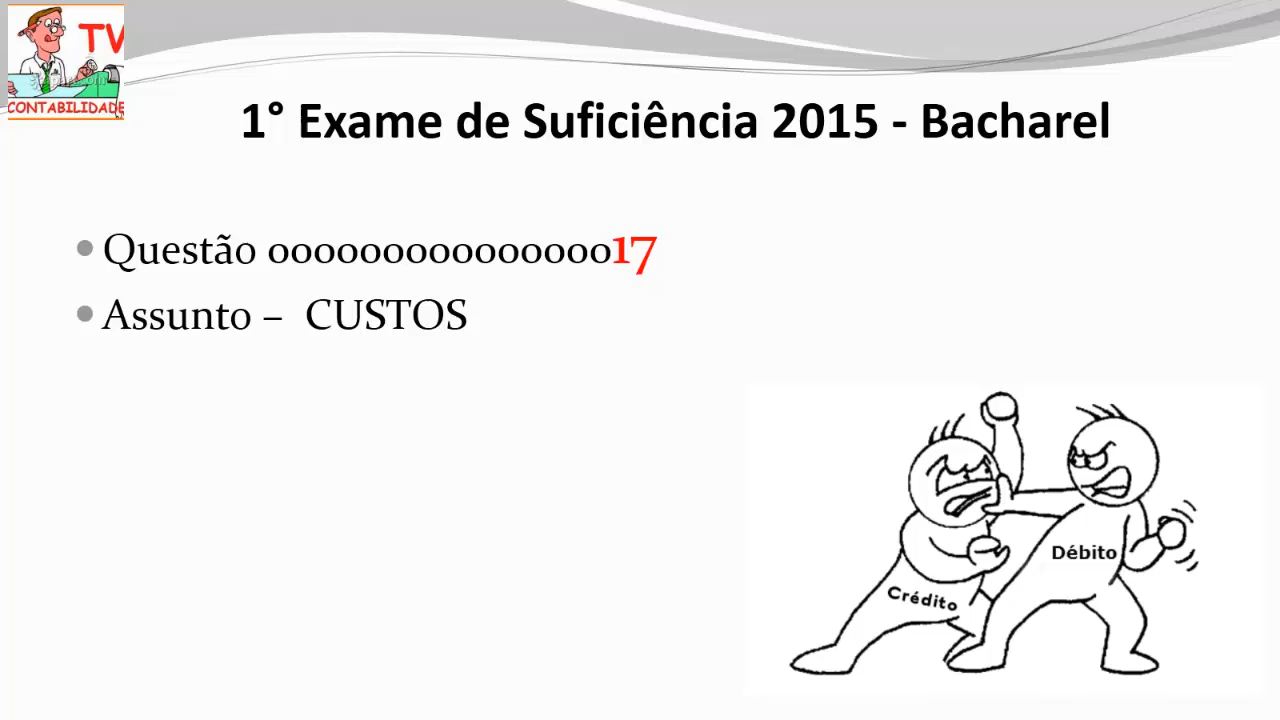 TV
CONTABILIDADE
1° Exame de Suficiência 2015 - Bacharel
Questão ooooooooooooooo17
Assunto – CUSTOS
Débito
Crédito